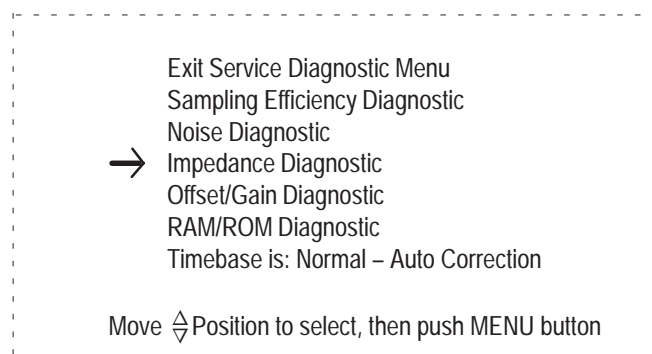 Exit Service Diagnostic Menu
Sampling Efficiency Diagnostic
Noise Diagnostic
→ Impedance Diagnostic
Offset/Gain Diagnostic
RAM/ROM Diagnostic
Timebase is: Normal – Auto Correction
Move △▽ Position to select, then push MENU button